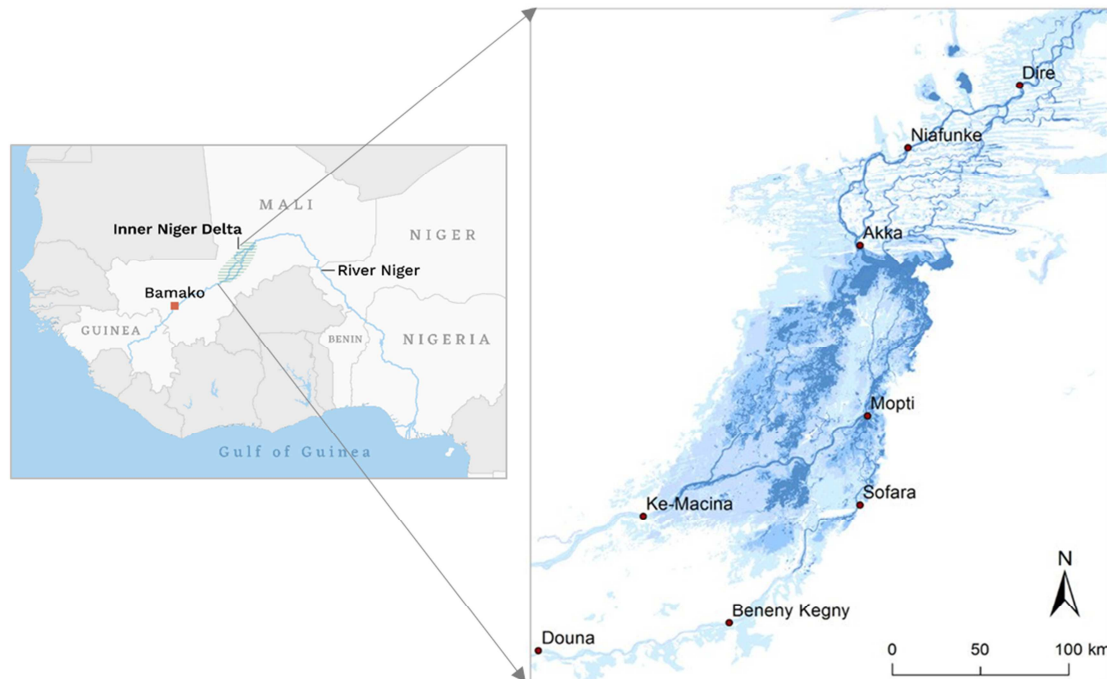 MALI
Inner Niger Delta
NIGER
River Niger
Bamako
GUINEA
BENIN
NIGERIA
Gulf of Guinea
Dire
Niafunke
Akka
Mopti
Sofara
Ke-Macina
Beneny Kegny
Douna
N
0 50 100 km